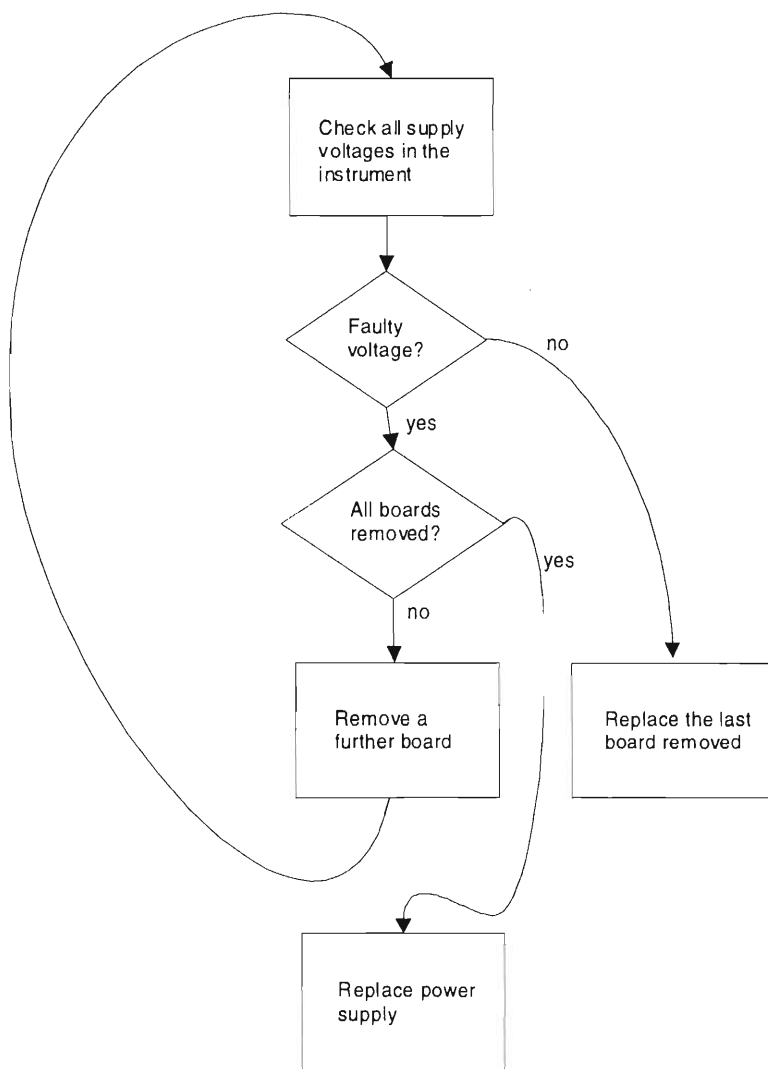 Check all supply
voltages in the
instrument
Faulty
voltage?
no
yes
All boards
removed?
yes
no
Remove a
further board
Replace the last
board removed
Replace power
supply